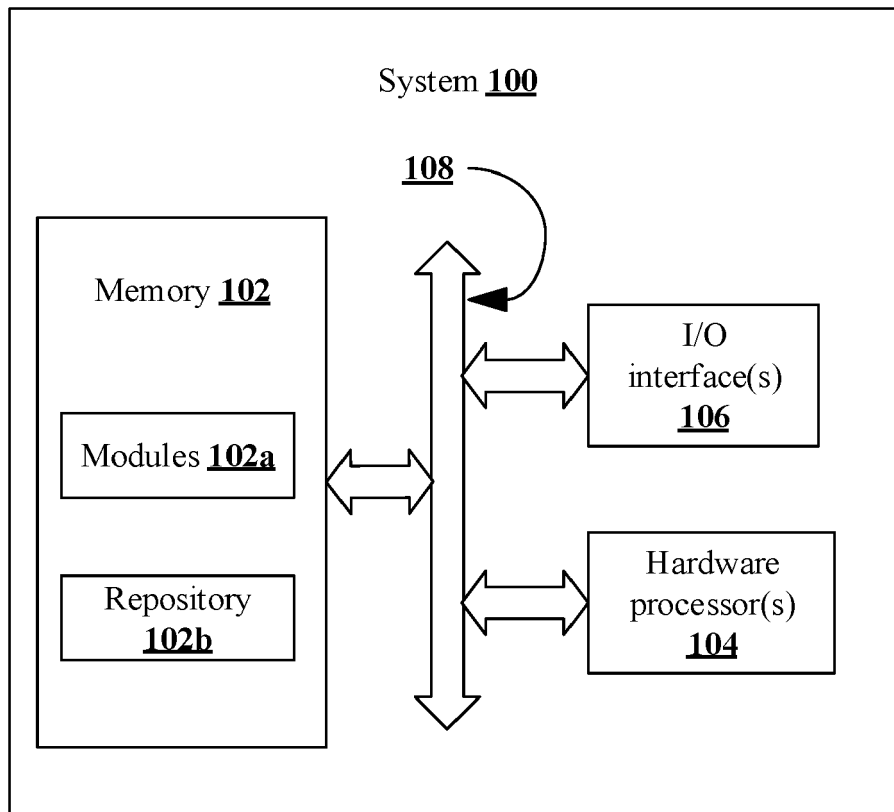 System 100
108
Memory 102
Modules 102a
Repository
102b
I/O
interface(s)
106
Hardware
processor(s)
104